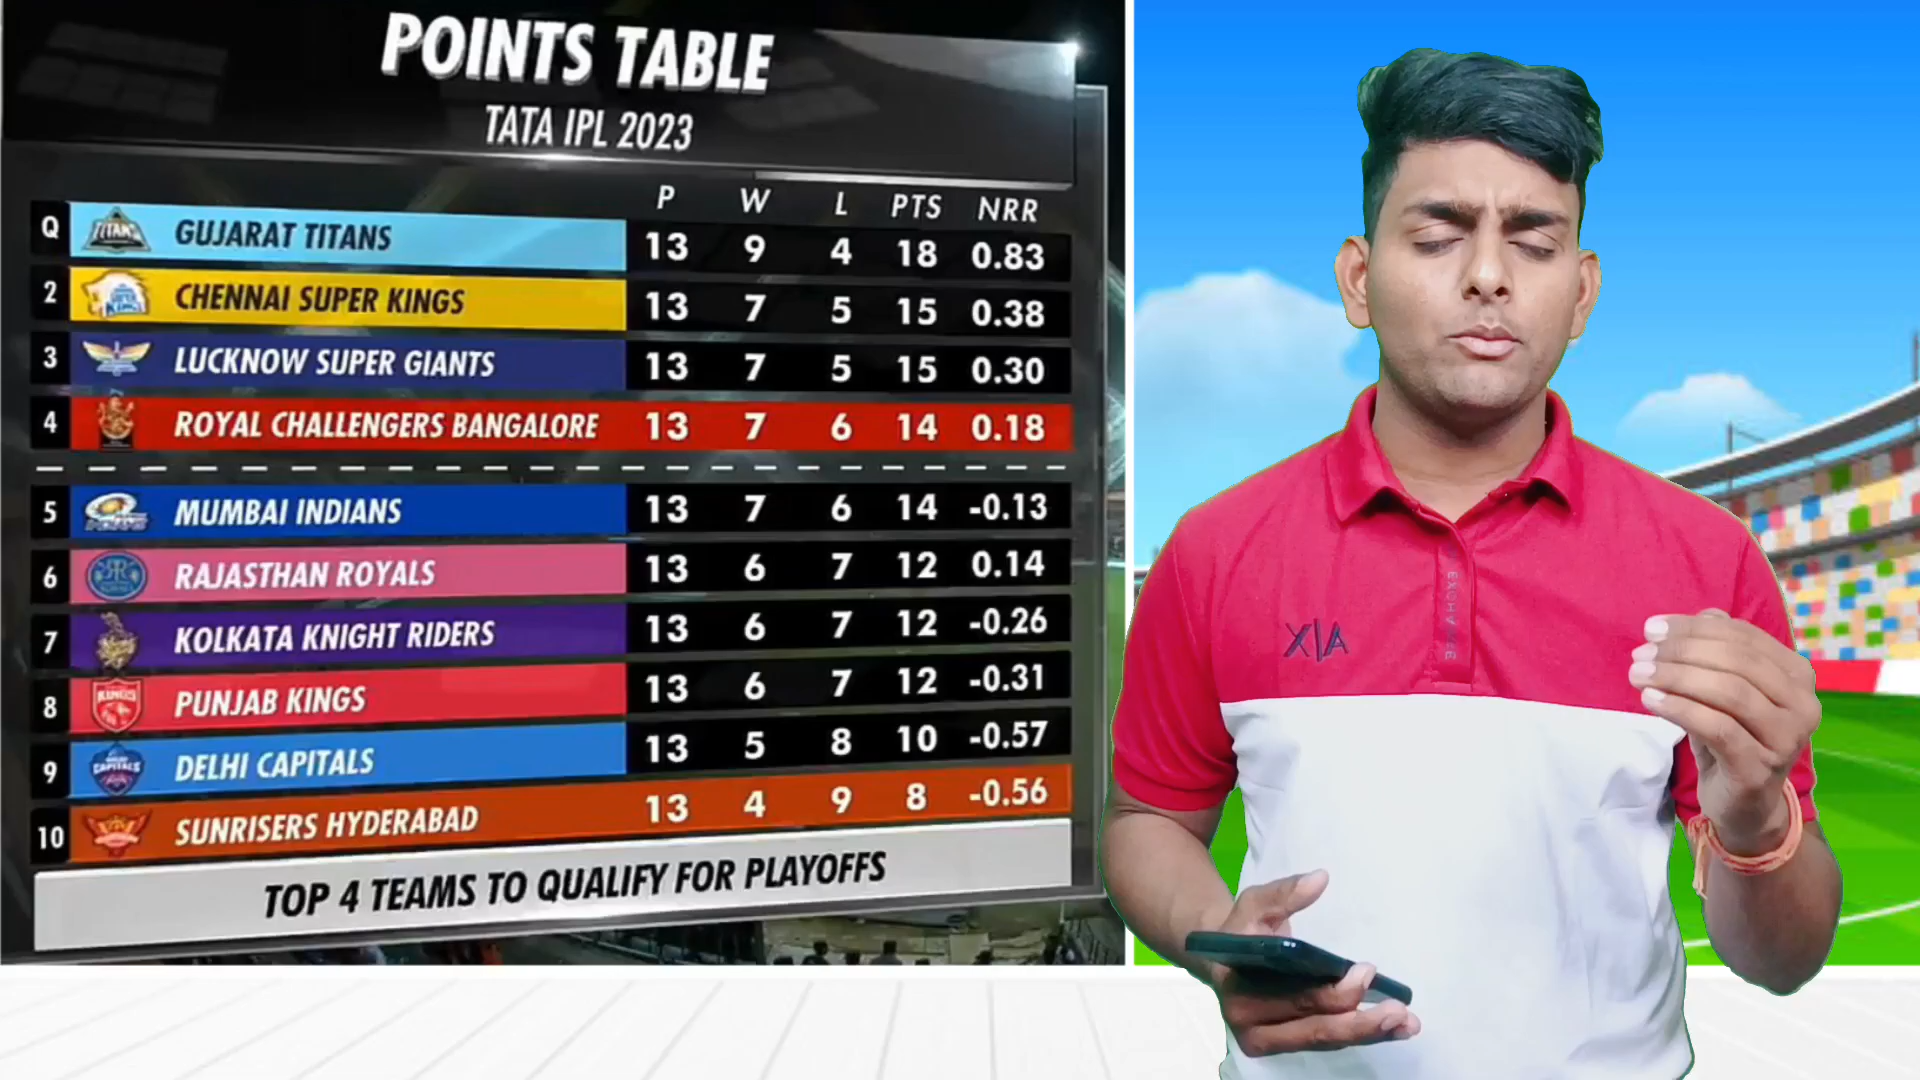 POINTS TABLE
TATA IPL 2023
P W L PTS NRR
Q TITANS GUJARAT TITANS 13 9 4 18 0.83
2 CHENNAI SUPER KINGS 13 7 5 15 0.38
3 LUCKNOW SUPER GIANTS 13 7 5 15 0.30
4 ROYAL CHALLENGERS BANGALORE 13 7 6 14 0.18
5 MUMBAI INDIANS 13 7 6 14 -0.13
6 RR RAJASTHAN ROYALS 13 6 7 12 0.14
7 KOLKATA KNIGHT RIDERS 13 6 7 12 -0.26
8 KINGS PUNJAB KINGS 13 6 7 12 -0.31
9 CAPITALS DELHI CAPITALS 13 5 8 10 -0.57
10 SUNRISERS HYDERABAD 13 4 9 8 -0.56
TOP 4 TEAMS TO QUALIFY FOR PLAYOFFS
X|A